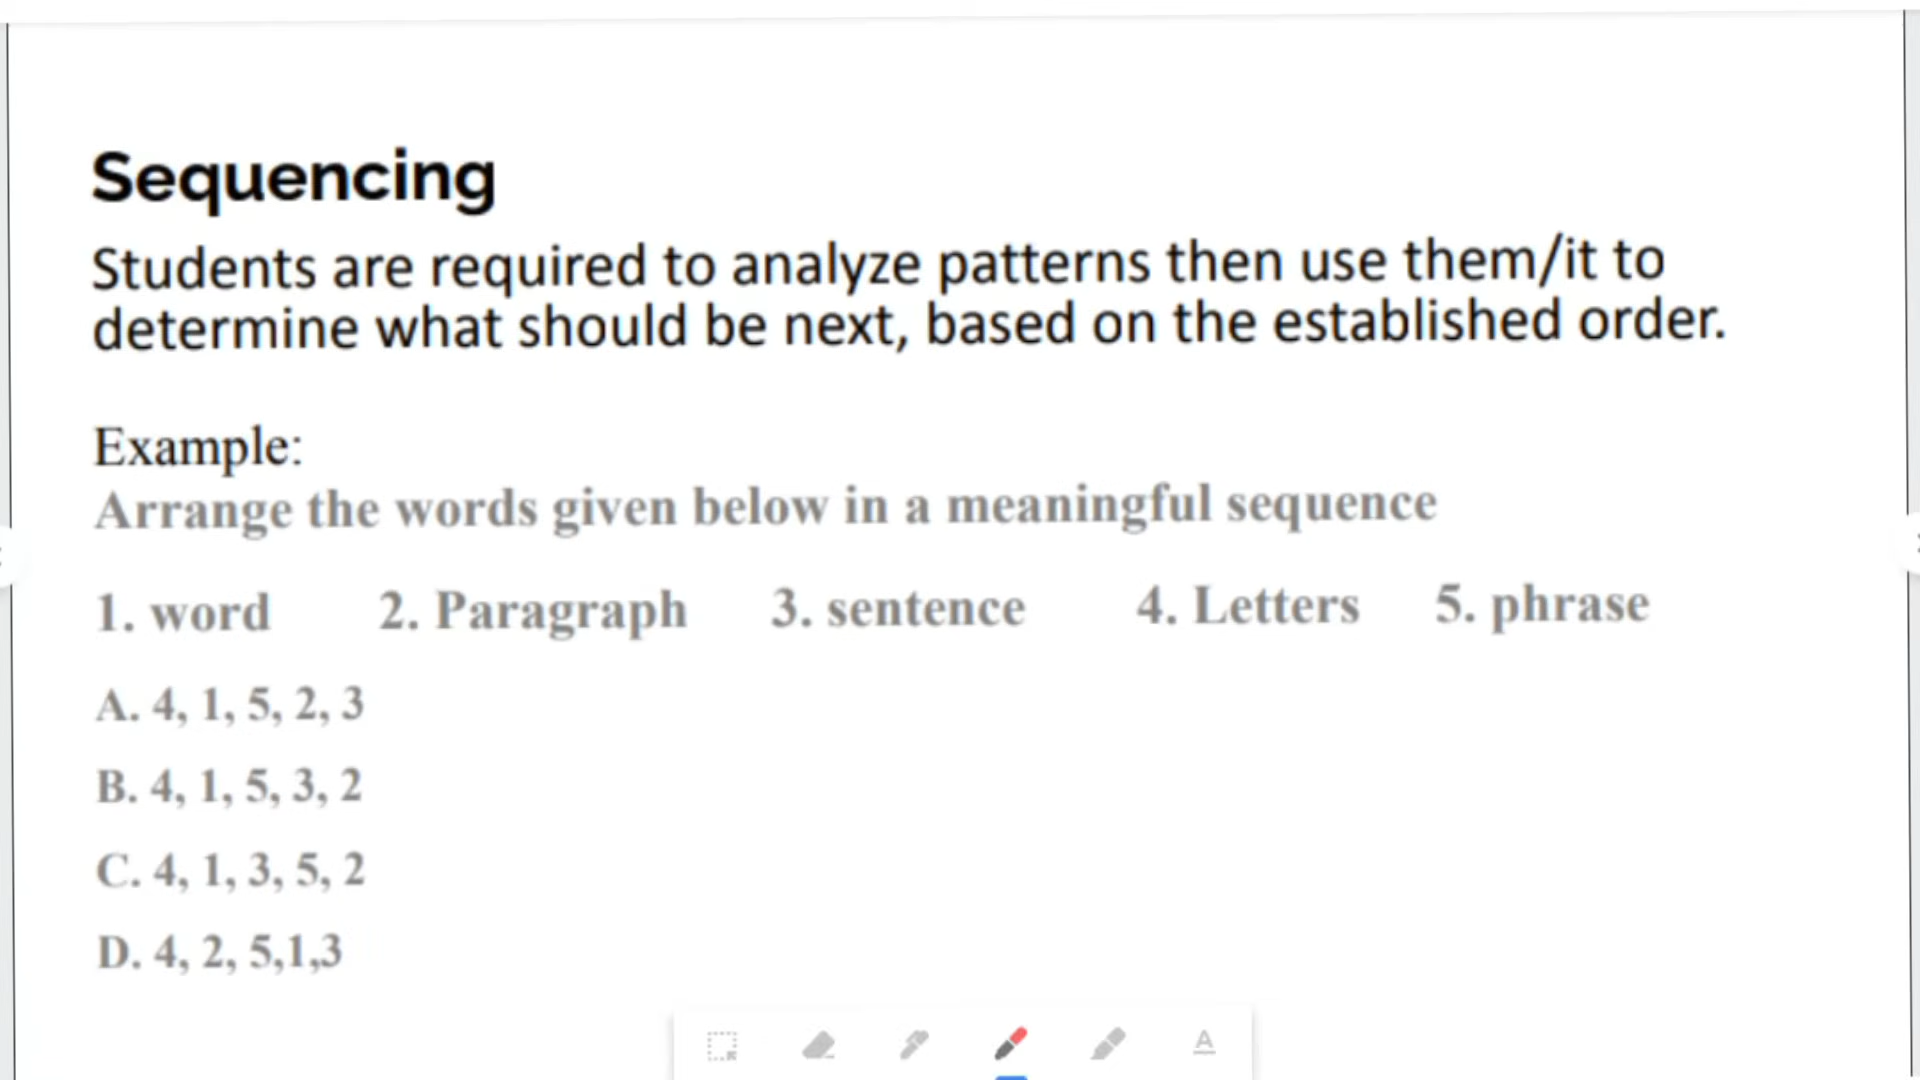 Sequencing
Students are required to analyze patterns then use them/it to
determine what should be next, based on the established order.
Example:
Arrange the words given below in a meaningful sequence
1. word 2. Paragraph 3. sentence 4. Letters 5. phrase
A. 4, 1, 5, 2, 3
B. 4, 1, 5, 3, 2
C. 4, 1, 3, 5, 2
D. 4, 2, 5,1,3
A